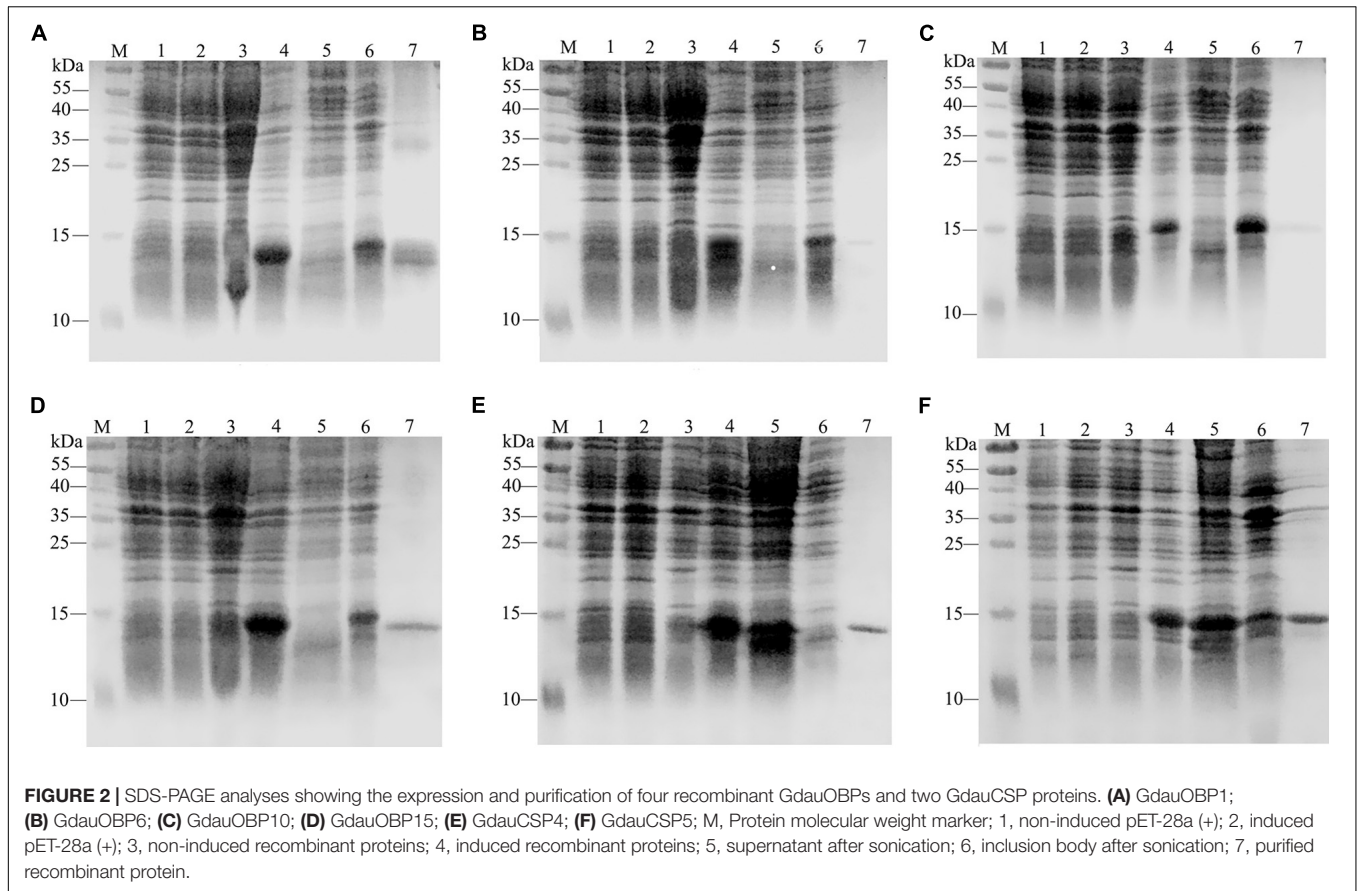 A
B
C
M 1 2 3 4 5 6 7
M 1 2 3 4 5 6 7
M 1 2 3 4 5 6 7
kDa
55
40
35
25
15
10
kDa
55
40
35
25
15
10
kDa
55
40
35
25
15
10
D
E
F
M 1 2 3 4 5 6 7
M 1 2 3 4 5 6 7
M 1 2 3 4 5 6 7
kDa
55
40
35
25
15
10
kDa
55
40
35
25
15
10
kDa
55
40
35
25
15
10
FIGURE 2 | SDS-PAGE analyses showing the expression and purification of four recombinant GdauOBPs and two GdauCSP proteins. (A) GdauOBP1;
(B) GdauOBP6; (C) GdauOBP10; (D) GdauOBP15; (E) GdauCSP4; (F) GdauCSP5; M, Protein molecular weight marker; 1, non-induced pET-28a (+); 2, induced
pET-28a (+); 3, non-induced recombinant proteins; 4, induced recombinant proteins; 5, supernatant after sonication; 6, inclusion body after sonication; 7, purified
recombinant protein.